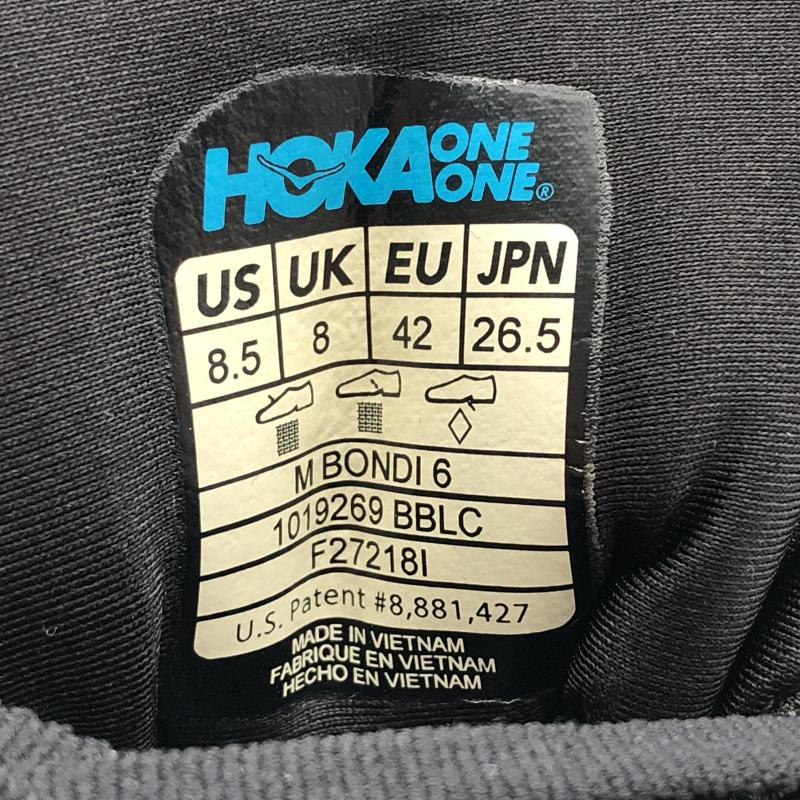 HOKA ONE ONE®
US UK EU JPN
8.5 8 42 26.5
M BONDI 6
1019269 BBLC
F27218I
U.S. Patent #8,881,427
MADE IN VIETNAM
FABRIQUE EN VIETNAM
HECHO EN VIETNAM